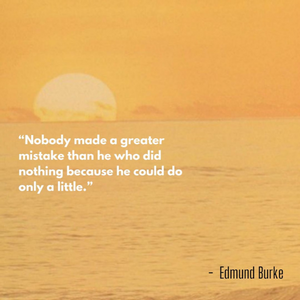 “Nobody made a greater
mistake than he who did
nothing because he could do
only a little.”
- Edmund Burke